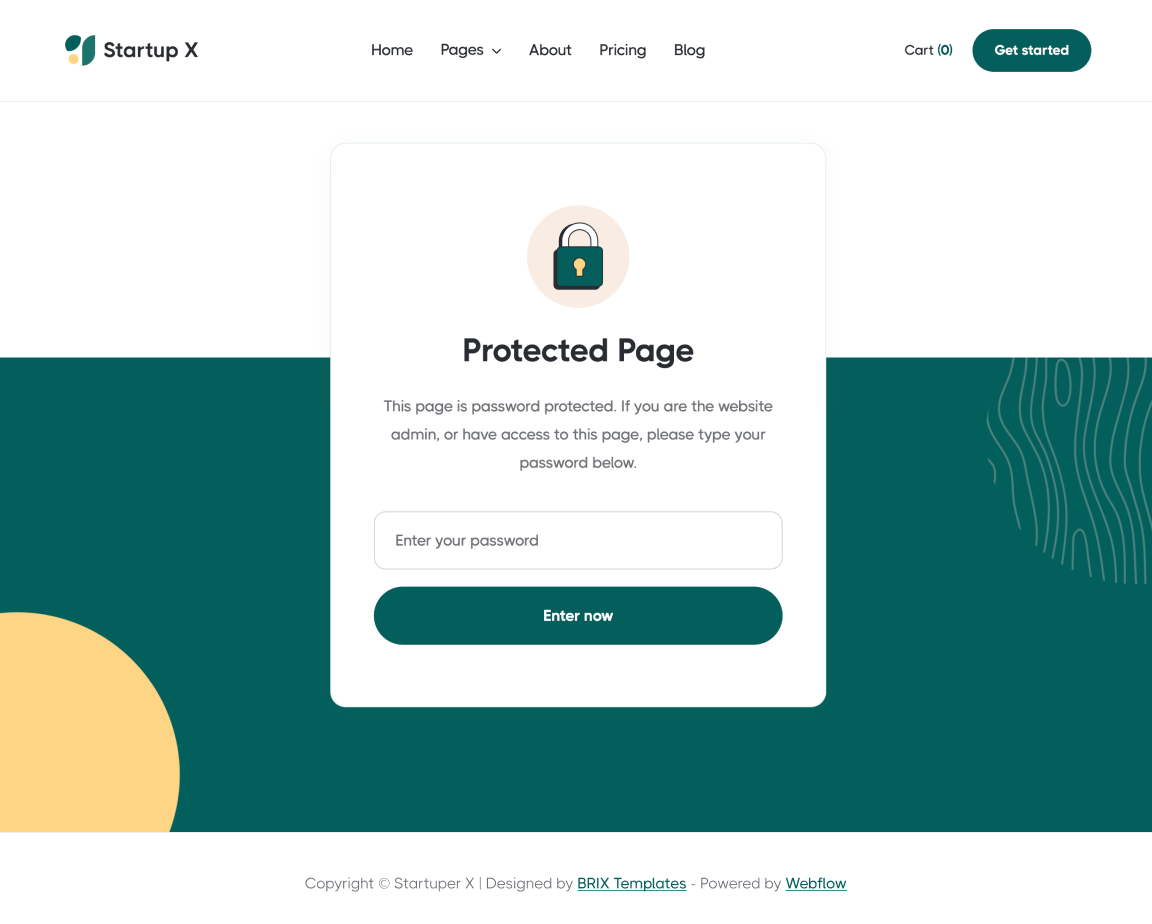 Startup X
Home Pages About Pricing Blog
Cart (0)
Get started
Protected Page
This page is password protected. If you are the website
admin, or have access to this page, please type your
password below.
Enter your password
Enter now
Copyright © Startuper X | Designed by BRIX Templates - Powered by Webflow